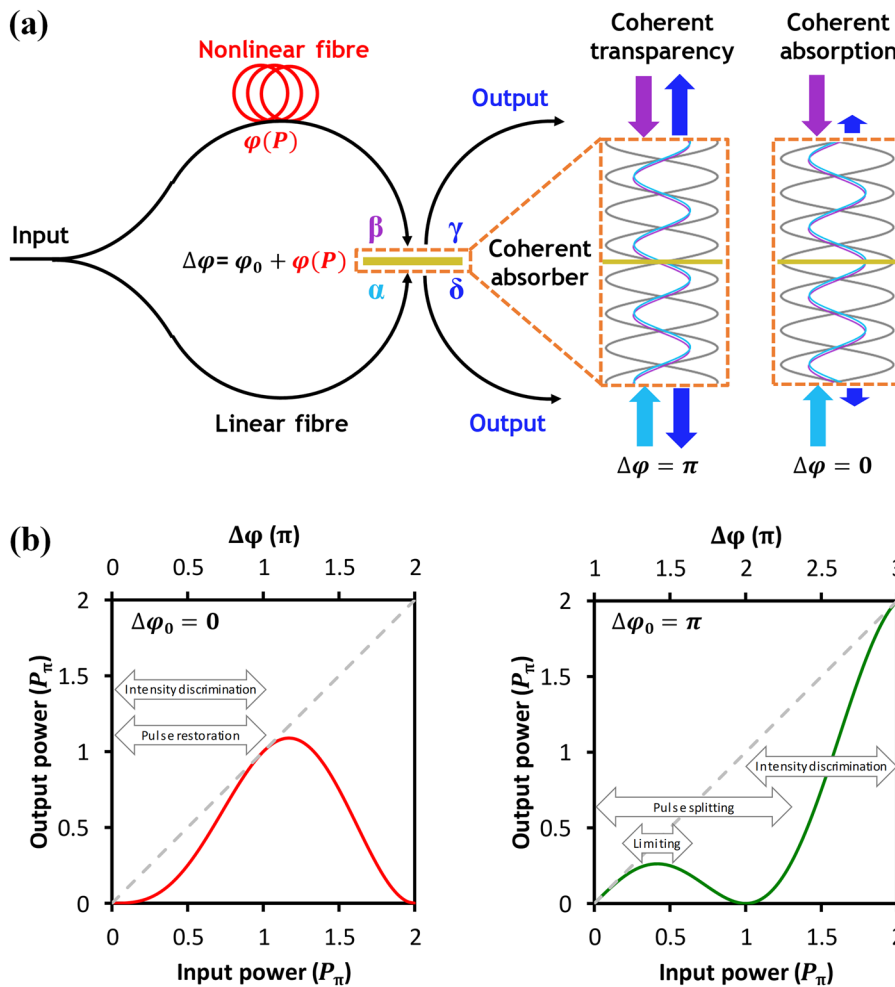 (a)
Nonlinear fibre
φ(P)
Input
Δφ= φ₀ + φ(P)
Linear fibre
Output
β
γ
α
δ
Coherent
absorber
Output
Coherent
transparency
Δφ = π
Coherent
absorption
Δφ = 0
(b)
Δφ (π)
0 0.5 1 1.5 2
Δφ₀ = 0
2
1.5
1
0.5
0
Output power (Pπ)
Intensity discrimination
Pulse restoration
0 0.5 1 1.5 2
Input power (Pπ)
Δφ (π)
1 1.5 2 2.5 3
Δφ₀ = π
2
1.5
1
0.5
0
Output power (Pπ)
Intensity discrimination
Pulse splitting
Limiting
0 0.5 1 1.5 2
Input power (Pπ)